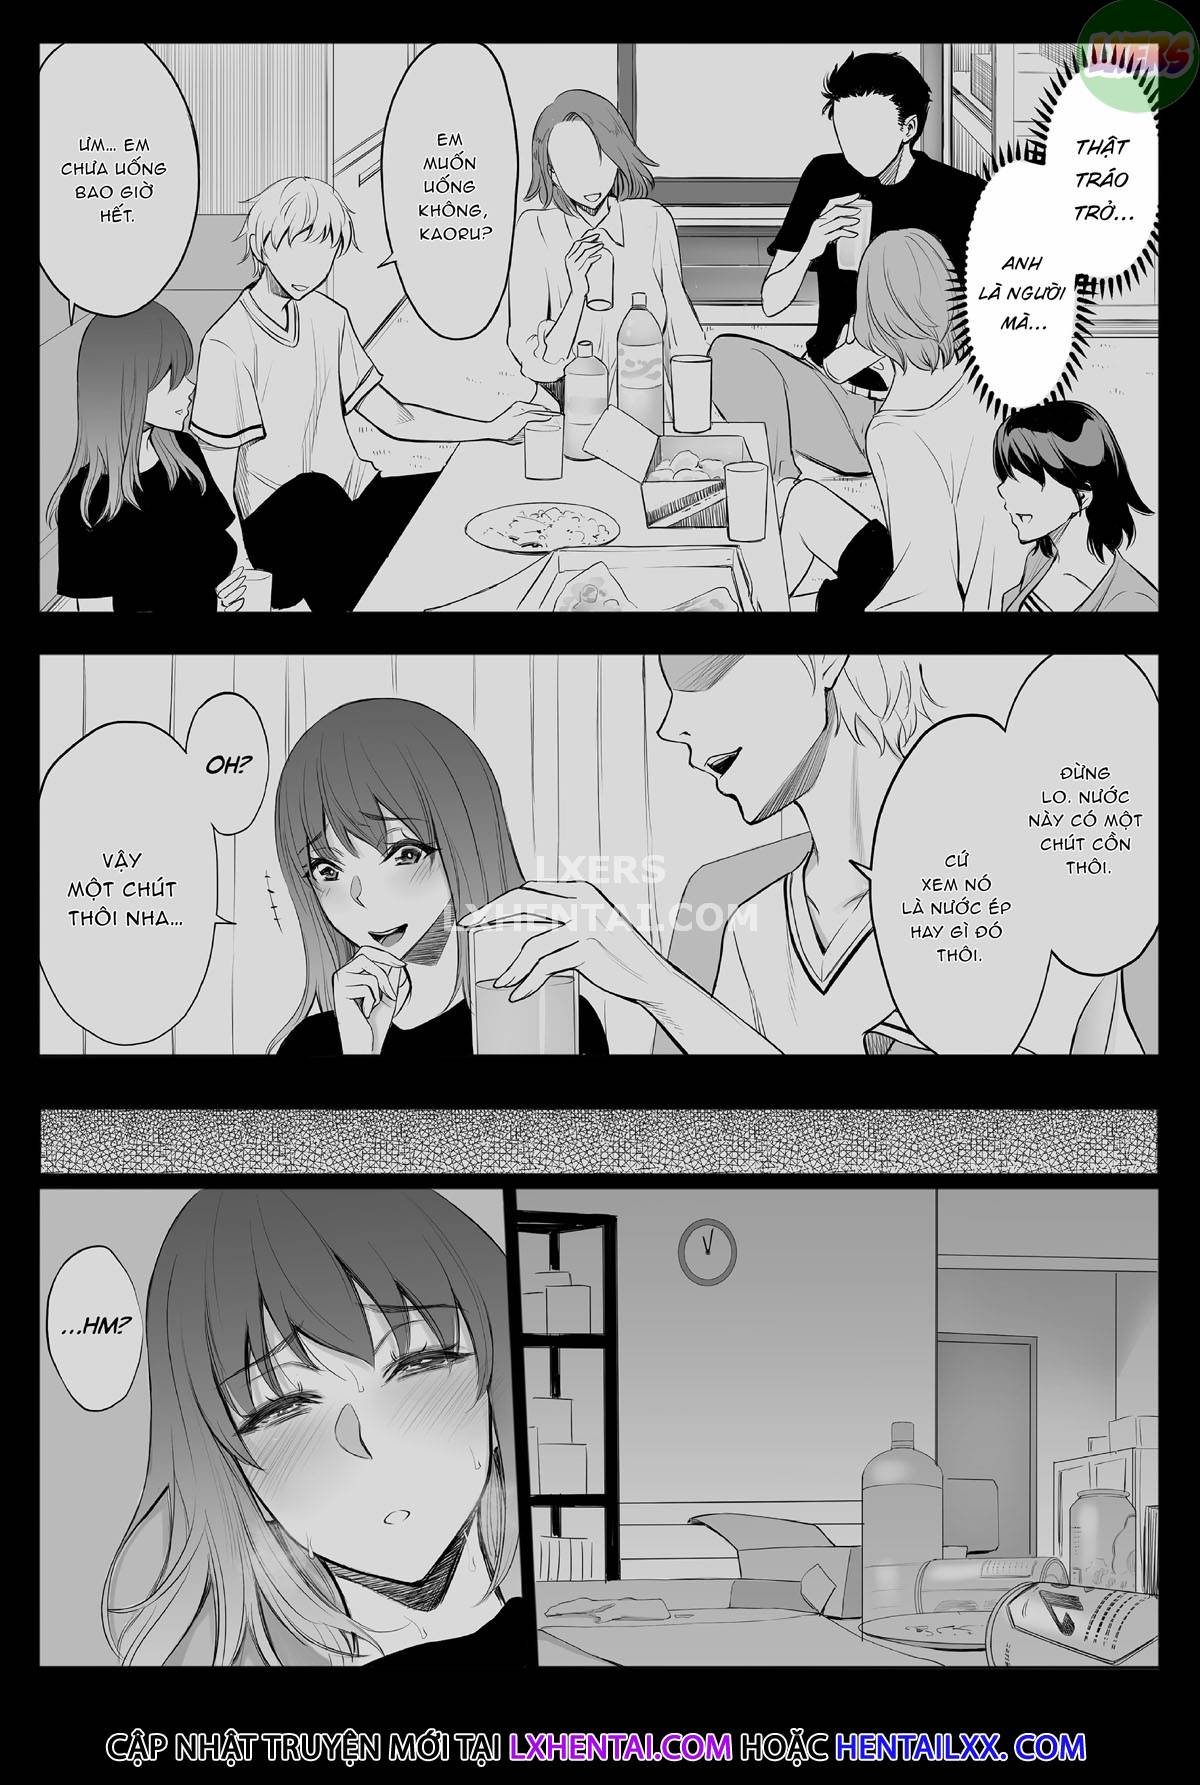 LXERS
THẬT
TRÁO
TRỞ...
ANH
LÀ NGƯỜI
MÀ...
EM
MUỐN
UỐNG
KHÔNG,
KAORU?
ƯM... EM
CHƯA UỐNG
BAO GIỜ
HẾT.
ĐỪNG
LO. NƯỚC
NÀY CÓ MỘT
CHÚT CỒN
THÔI.
CỨ
XEM NÓ
LÀ NƯỚC ÉP
HAY GÌ ĐÓ
THÔI.
OH?
VẬY
MỘT CHÚT
THÔI NHA...
LXERS
LXHENTAI.COM
...HM?
CẬP NHẬT TRUYỆN MỚI TẠI LXHENTAI.COM HOẶC HENTAILXX. COM